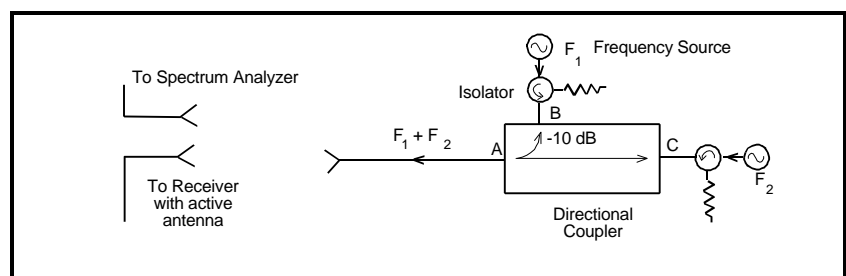 To Spectrum Analyzer
To Receiver
with active
antenna
F1 + F2
F1 Frequency Source
Isolator
B
A
-10 dB
C
F2
Directional
Coupler